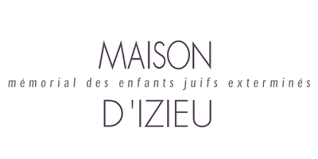 MAISON
mémorial des enfants juifs exterminés
D'IZIEU